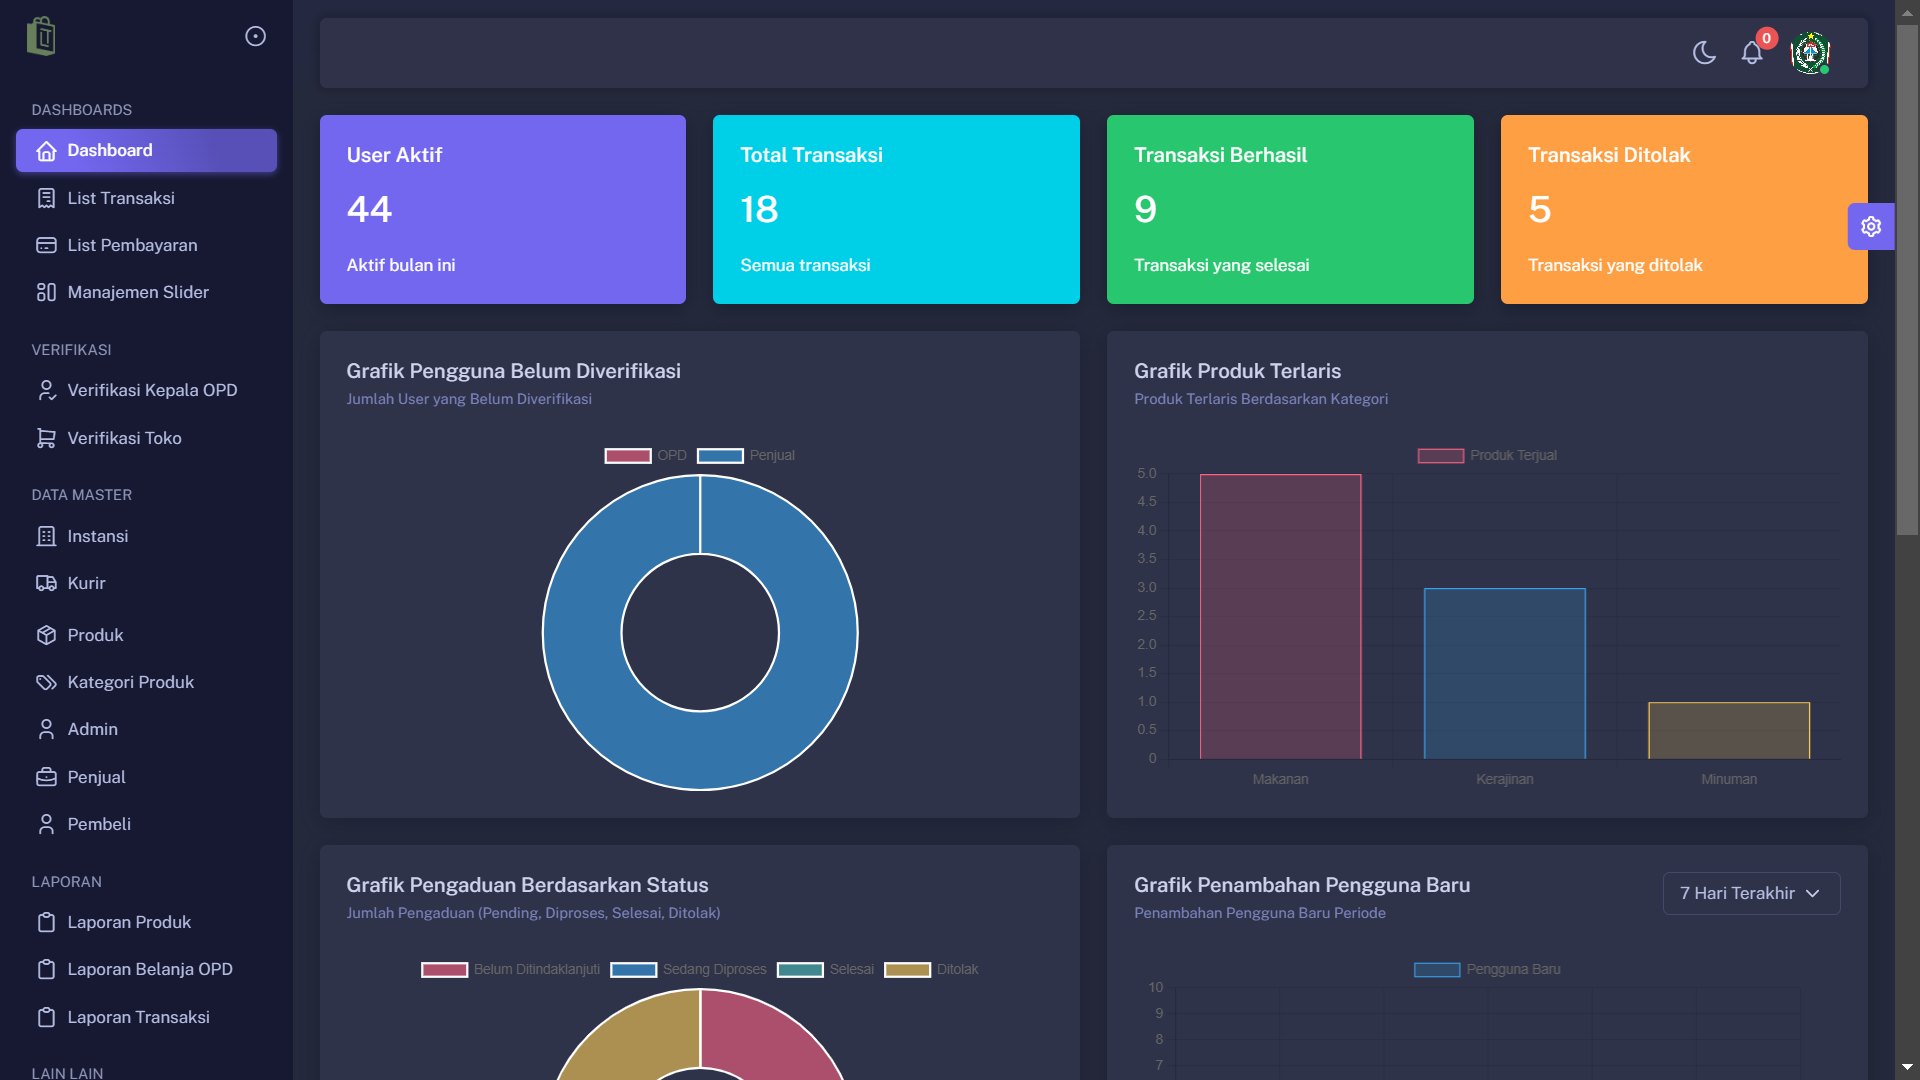 DASHBOARDS
Dashboard
List Transaksi
List Pembayaran
Manajemen Slider
VERIFIKASI
Verifikasi Kepala OPD
Verifikasi Toko
DATA MASTER
Instansi
Kurir
Produk
Kategori Produk
Admin
Penjual
Pembeli
LAPORAN
Laporan Produk
Laporan Belanja OPD
Laporan Transaksi
LAIN LAIN
0
User Aktif
44
Aktif bulan ini
Total Transaksi
18
Semua transaksi
Transaksi Berhasil
9
Transaksi yang selesai
Transaksi Ditolak
5
Transaksi yang ditolak
Grafik Pengguna Belum Diverifikasi
Jumlah User yang Belum Diverifikasi
OPD Penjual
Grafik Produk Terlaris
Produk Terlaris Berdasarkan Kategori
Produk Terjual
5.0
4.5
4.0
3.5
3.0
2.5
2.0
1.5
1.0
0.5
0
Makanan Kerajinan Minuman
Grafik Pengaduan Berdasarkan Status
Jumlah Pengaduan (Pending, Diproses, Selesai, Ditolak)
Belum Ditindaklanjuti Sedang Diproses Selesai Ditolak
Grafik Penambahan Pengguna Baru
Penambahan Pengguna Baru Periode
7 Hari Terakhir
Pengguna Baru
10
9
8
7